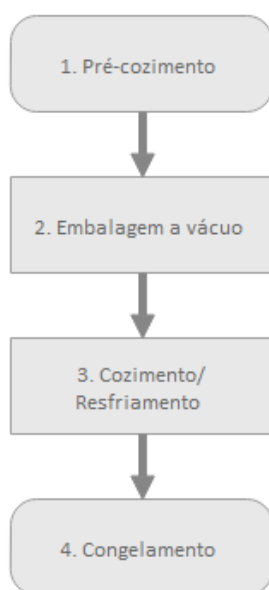 1. Pré-cozimento
2. Embalagem a vácuo
3. Cozimento/
Resfriamento
4. Congelamento